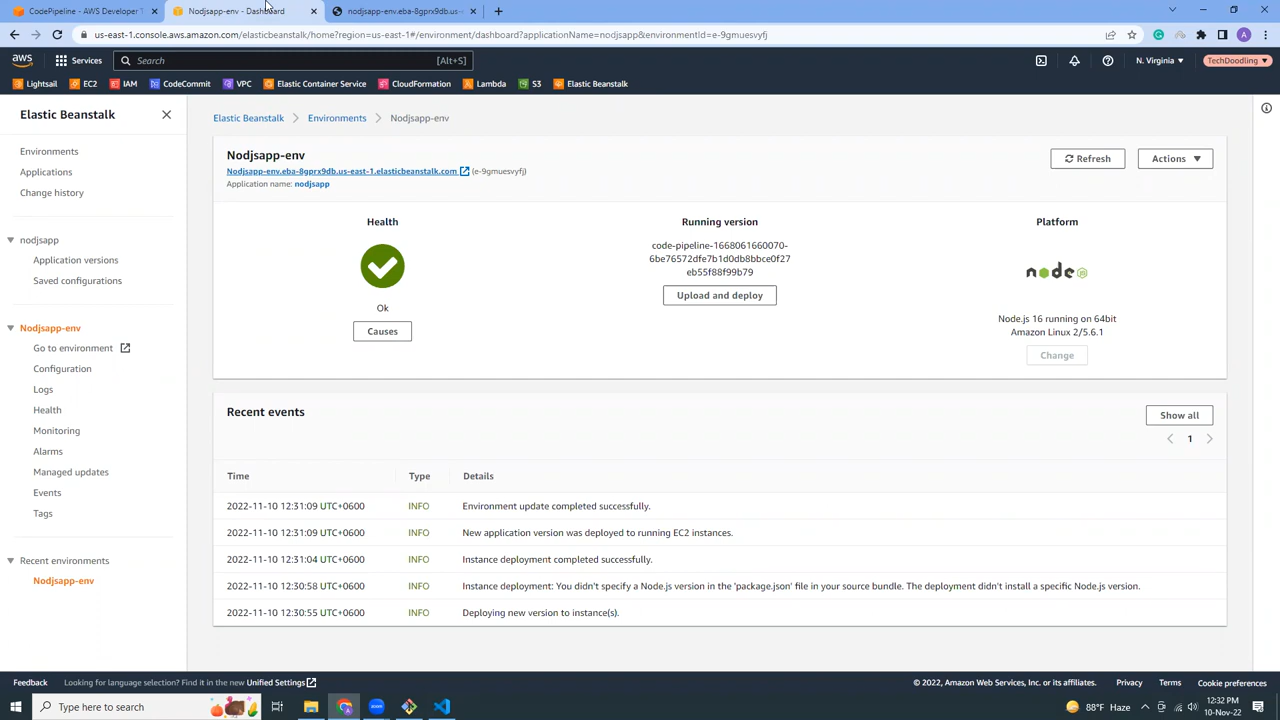 CodePipeline - AWS Developer T
Nodjsapp-env - Dashboard
nodjsapp-env.eba-8gprx9db.us-e
us-east-1.console.aws.amazon.com/elasticbeanstalk/home?region=us-east-1#/environment/dashboard?applicationName=nodjsapp&environmentId=e-9gmuesvyfj
A
aws
Services
Search
[Alt+S]
N. Virginia
TechDoodling
Lightsail
EC2
IAM
CodeCommit
VPC
Elastic Container Service
CloudFormation
Lambda
S3
Elastic Beanstalk
Elastic Beanstalk
Environments
Applications
Change history
nodjsapp
Application versions
Saved configurations
Nodjsapp-env
Go to environment
Configuration
Logs
Health
Monitoring
Alarms
Managed updates
Events
Tags
Recent environments
Nodjsapp-env
Elastic Beanstalk > Environments > Nodjsapp-env
Nodjsapp-env
Nodjsapp-env.eba-8gprx9db.us-east-1.elasticbeanstalk.com (e-9gmuesvyfj)
Application name: nodjsapp
Refresh
Actions
Health
Ok
Causes
Running version
code-pipeline-1668061660070-
6be76572dfe7b1d0db8bbce0f27
eb55f88f99b79
Upload and deploy
Platform
node
JS
Node.js 16 running on 64bit
Amazon Linux 2/5.6.1
Change
Recent events
Show all
1
Time Type Details
2022-11-10 12:31:09 UTC+0600 INFO Environment update completed successfully.
2022-11-10 12:31:09 UTC+0600 INFO New application version was deployed to running EC2 instances.
2022-11-10 12:31:04 UTC+0600 INFO Instance deployment completed successfully.
2022-11-10 12:30:58 UTC+0600 INFO Instance deployment: You didn't specify a Node.js version in the 'package.json' file in your source bundle. The deployment didn't install a specific Node.js version.
2022-11-10 12:30:55 UTC+0600 INFO Deploying new version to instance(s).
Feedback
Looking for language selection? Find it in the new Unified Settings
© 2022, Amazon Web Services, Inc. or its affiliates.
Privacy
Terms
Cookie preferences
Type here to search
88°F Haze
12:32 PM
10-Nov-22